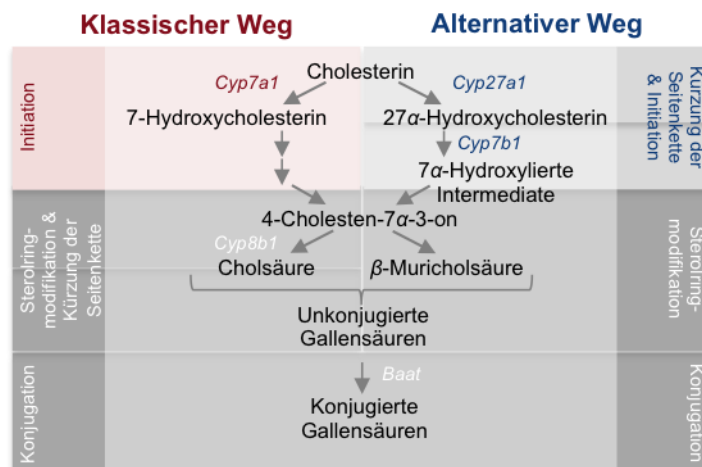 Klassischer Weg
Alternativer Weg
Initiation
Cyp7a1
Cholesterin
Cyp27a1
7-Hydroxycholesterin
27α-Hydroxycholesterin
Cyp7b1
7α-Hydroxylierte
Intermediate
Kürzung der
Seitenkette
& Initiation
Sterolring-
modifikation &
Kürzung der
Seitenkette
4-Cholesten-7α-3-on
Cyp8b1
Cholsäure
β-Muricholsäure
Unkonjugierte
Gallensäuren
Sterolring-
modifikation
Konjugation
Baat
Konjugierte
Gallensäuren
Konjugation